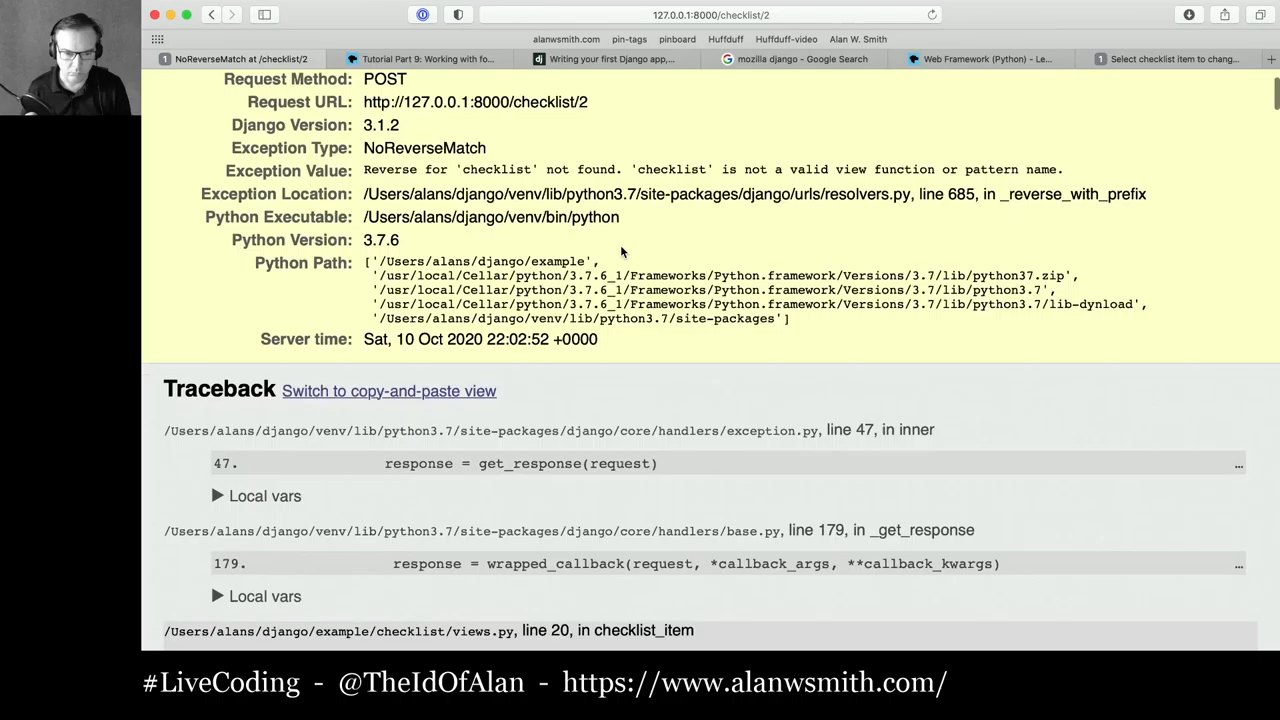 127.0.0.1:8000/checklist/2
alanwsmith.com pin-tags pinboard Huffduff Huffduff-video Alan W. Smith
1 NoReverseMatch at /checklist/2
Tutorial Part 9: Working with fo...
dj Writing your first Django app,...
mozilla django - Google Search
Web Framework (Python) - Le...
1 Select checklist item to chang...
Request Method: POST
Request URL: http://127.0.0.1:8000/checklist/2
Django Version: 3.1.2
Exception Type: NoReverseMatch
Exception Value: Reverse for 'checklist' not found. 'checklist' is not a valid view function or pattern name.
Exception Location: /Users/alans/django/venv/lib/python3.7/site-packages/django/urls/resolvers.py, line 685, in _reverse_with_prefix
Python Executable: /Users/alans/django/venv/bin/python
Python Version: 3.7.6
Python Path: ['/Users/alans/django/example',
'/usr/local/Cellar/python/3.7.6_1/Frameworks/Python.framework/Versions/3.7/lib/python37.zip',
'/usr/local/Cellar/python/3.7.6_1/Frameworks/Python.framework/Versions/3.7/lib/python3.7',
'/usr/local/Cellar/python/3.7.6_1/Frameworks/Python.framework/Versions/3.7/lib/python3.7/lib-dynload',
'/Users/alans/django/venv/lib/python3.7/site-packages']
Server time: Sat, 10 Oct 2020 22:02:52 +0000
Traceback Switch to copy-and-paste view
/Users/alans/django/venv/lib/python3.7/site-packages/django/core/handlers/exception.py, line 47, in inner
47. response = get_response(request) …
▶ Local vars
/Users/alans/django/venv/lib/python3.7/site-packages/django/core/handlers/base.py, line 179, in _get_response
179. response = wrapped_callback(request, *callback_args, **callback_kwargs) …
▶ Local vars
/Users/alans/django/example/checklist/views.py, line 20, in checklist_item
#LiveCoding - @TheIdOfAlan - https://www.alanwsmith.com/